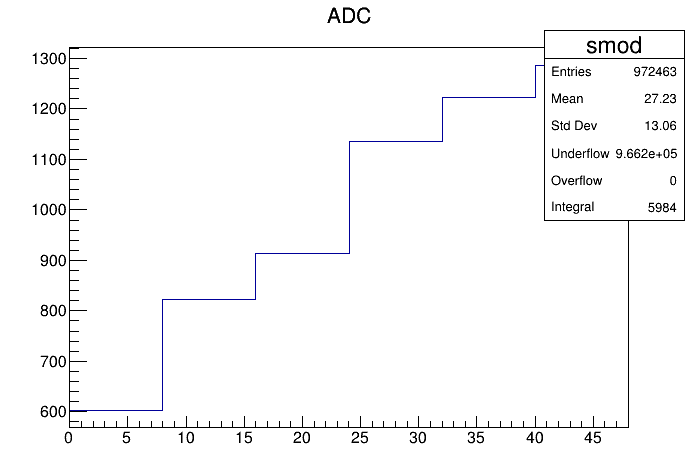 ADC
smod
Entries 972463
Mean 27.23
Std Dev 13.06
Underflow 9.662e+05
Overflow 0
Integral 5984
1300
1200
1100
1000
900
800
700
600
0 5 10 15 20 25 30 35 40 45